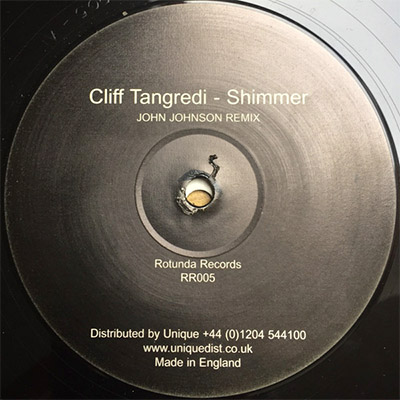 Cliff Tangredi - Shimmer
JOHN JOHNSON REMIX
Rotunda Records
RR005
Distributed by Unique +44 (0)1204 544100
www.uniquedist.co.uk
Made in England